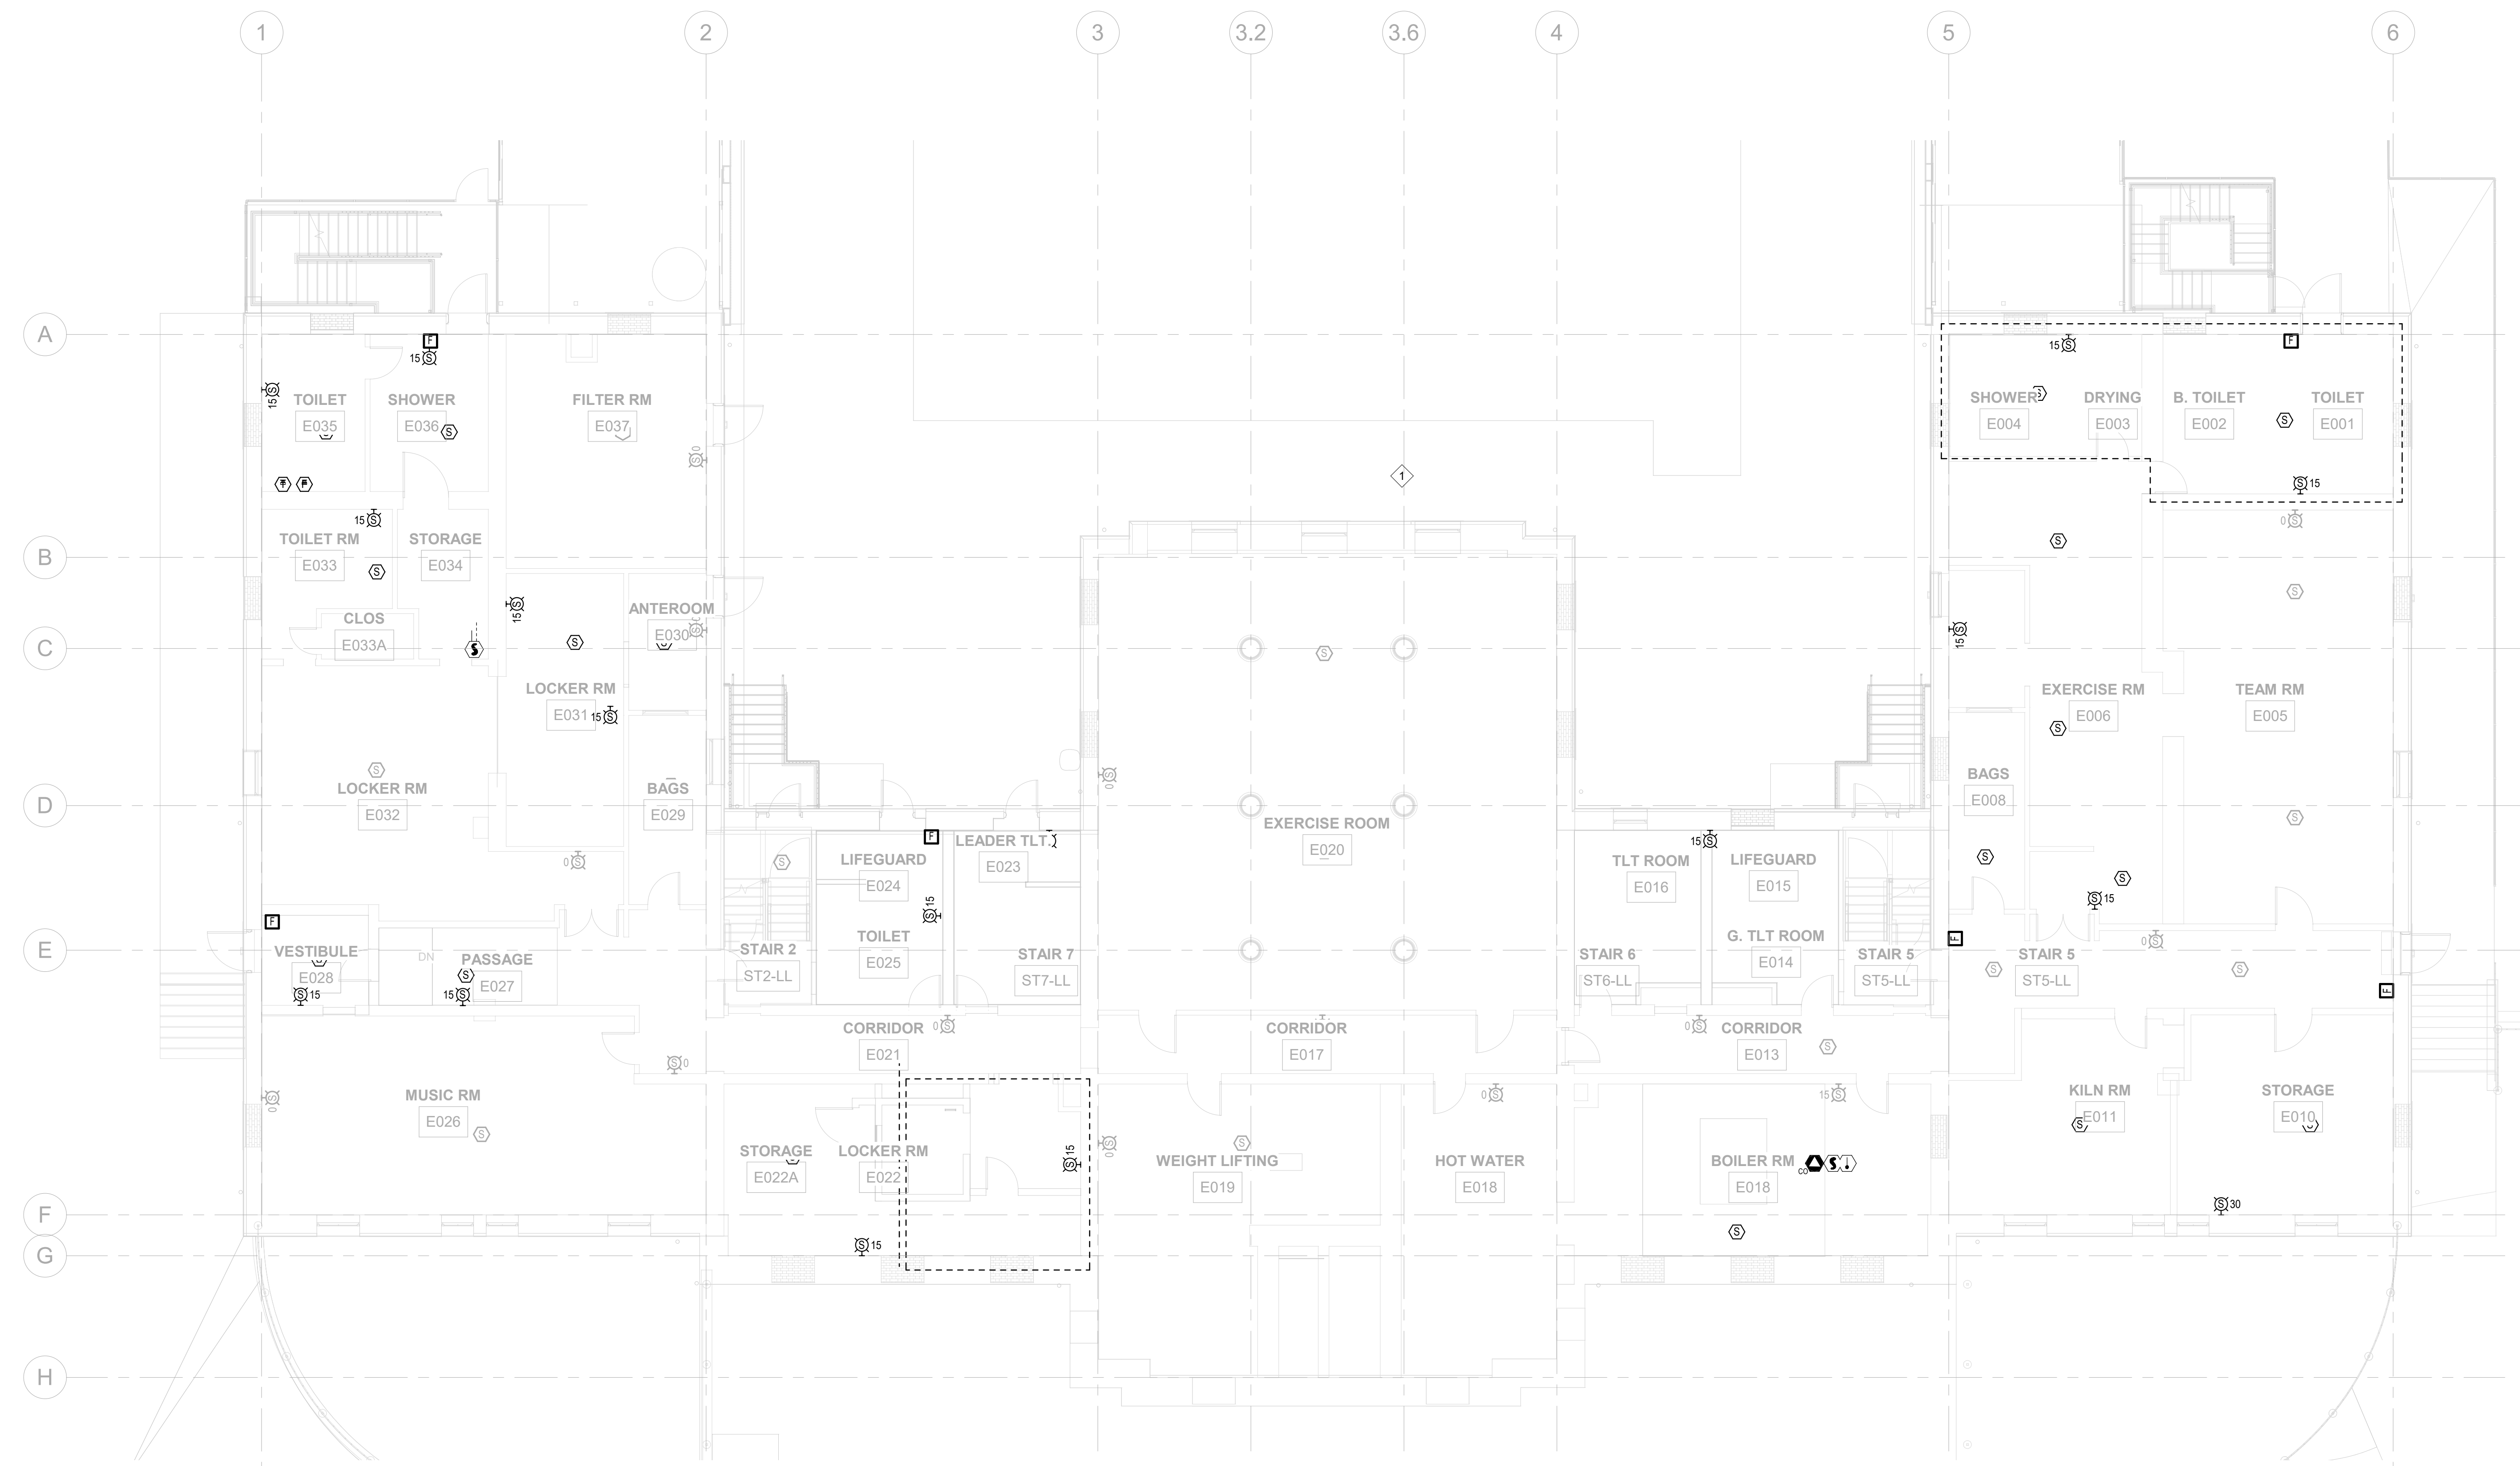 1 2 3 3.2 3.6 4 5 6
A
F
15 S
15 S
F
S 15
TOILET
E035
SHOWER
E036
S
FILTER RM
E037
S 0
SHOWER
E004
DRYING
E003
B. TOILET
E002
TOILET
E001
S
S
1
T F
S 15
15 S
0 S
B
TOILET RM
E033
STORAGE
E034
S
S
S
15 S
CLOS
E033A
ANTEROOM
E030
S
S
C
S
S
15 S
LOCKER RM
E031
15 S
EXERCISE RM
E006
S
TEAM RM
E005
S
LOCKER RM
E032
BAGS
E029
S 0
BAGS
E008
D
S
EXERCISE ROOM
E020
0 S
S
F
LIFEGUARD
E024
LEADER TLT.
E023
15 S
TLT ROOM
E016
LIFEGUARD
E015
S
S
S 15
F
S 15
E
VESTIBULE
E028
S 15
DN
PASSAGE
E027
S
15 S
STAIR 2
ST2-LL
TOILET
E025
STAIR 7
ST7-LL
STAIR 6
ST6-LL
G. TLT ROOM
E014
STAIR 5
ST5-LL
F
S
STAIR 5
ST5-LL
0 S
S
F
CORRIDOR
E021
0 S
CORRIDOR
E017
0 S
CORRIDOR
E013
S
S 0
MUSIC RM
E026
S 0
S
0 S
15 S
KILN RM
E011
S
STORAGE
E010
STORAGE
E022A
LOCKER RM
E022
S 15
S 0
WEIGHT LIFTING
E019
S
HOT WATER
E018
BOILER RM
E018
CO S
S
S 30
F
G
S 15
H